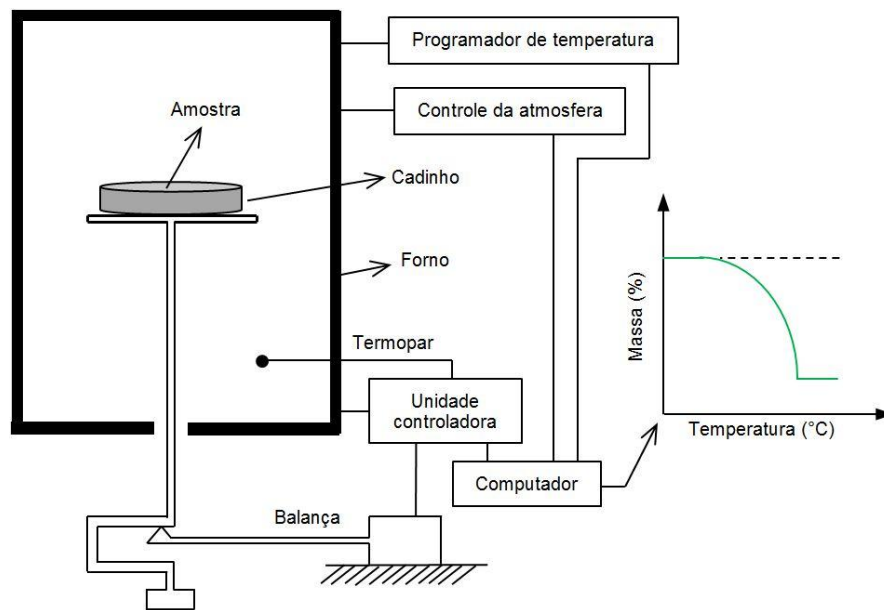 Programador de temperatura
Controle da atmosfera
Amostra
Cadinho
Forno
Termopar
Unidade
controladora
Computador
Balança
Massa (%)
Temperatura (°C)